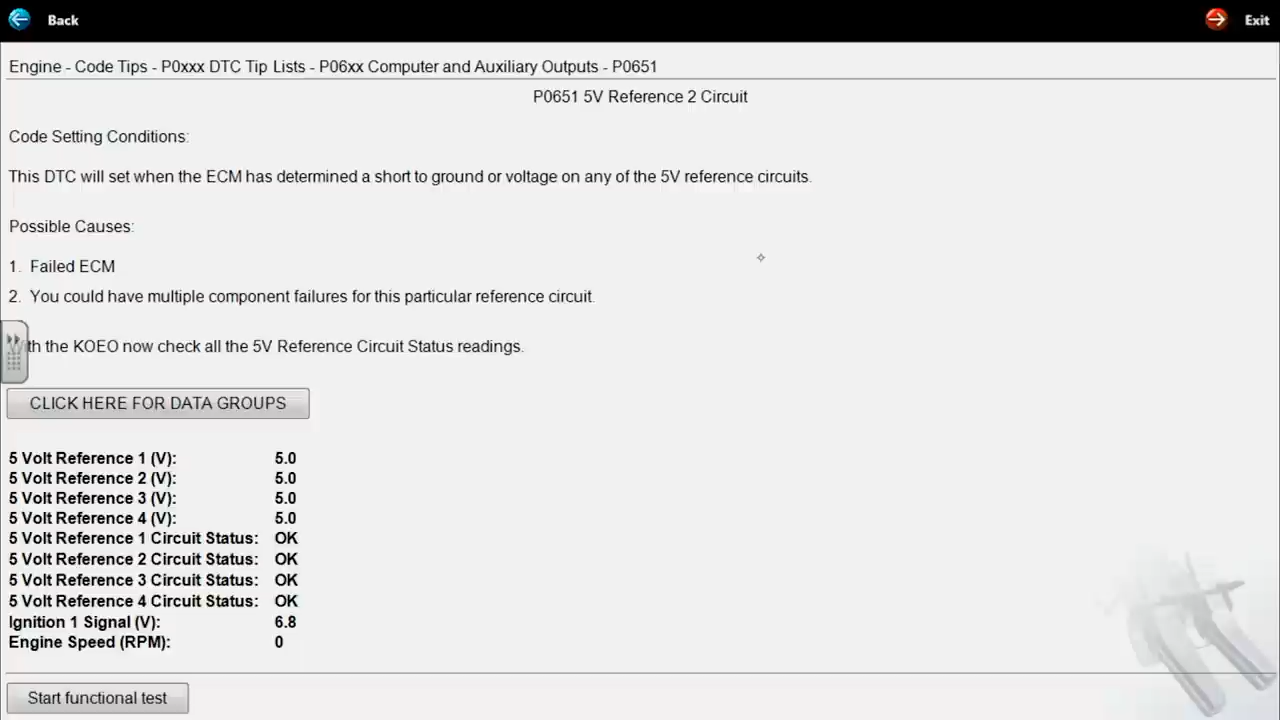 Back
Exit
Engine - Code Tips - P0xxx DTC Tip Lists - P06xx Computer and Auxiliary Outputs - P0651
P0651 5V Reference 2 Circuit
Code Setting Conditions:
This DTC will set when the ECM has determined a short to ground or voltage on any of the 5V reference circuits.
Possible Causes:
1. Failed ECM
2. You could have multiple component failures for this particular reference circuit.
the KOEO now check all the 5V Reference Circuit Status readings.
CLICK HERE FOR DATA GROUPS
5 Volt Reference 1 (V): 5.0
5 Volt Reference 2 (V): 5.0
5 Volt Reference 3 (V): 5.0
5 Volt Reference 4 (V): 5.0
5 Volt Reference 1 Circuit Status: OK
5 Volt Reference 2 Circuit Status: OK
5 Volt Reference 3 Circuit Status: OK
5 Volt Reference 4 Circuit Status: OK
Ignition 1 Signal (V): 6.8
Engine Speed (RPM): 0
Start functional test